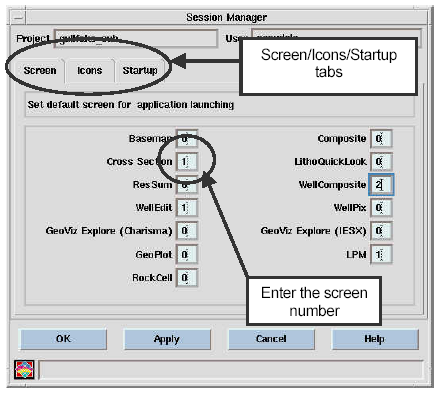 Session Manager
Project gulfaks_sub User
Screen/Icons/Startup
tabs
Screen Icons Startup
Set default screen for application launching
Basemap 0 Composite 0
Cross Section 1 LithoQuickLook 0
ResSum 0 WellComposite 2
WellEdit 1 WellPix 0
GeoViz Explore (Charisma) 0 GeoViz Explore (IESX) 0
GeoPlot 0 LPM 1
RockCell 0
Enter the screen
number
OK Apply Cancel Help